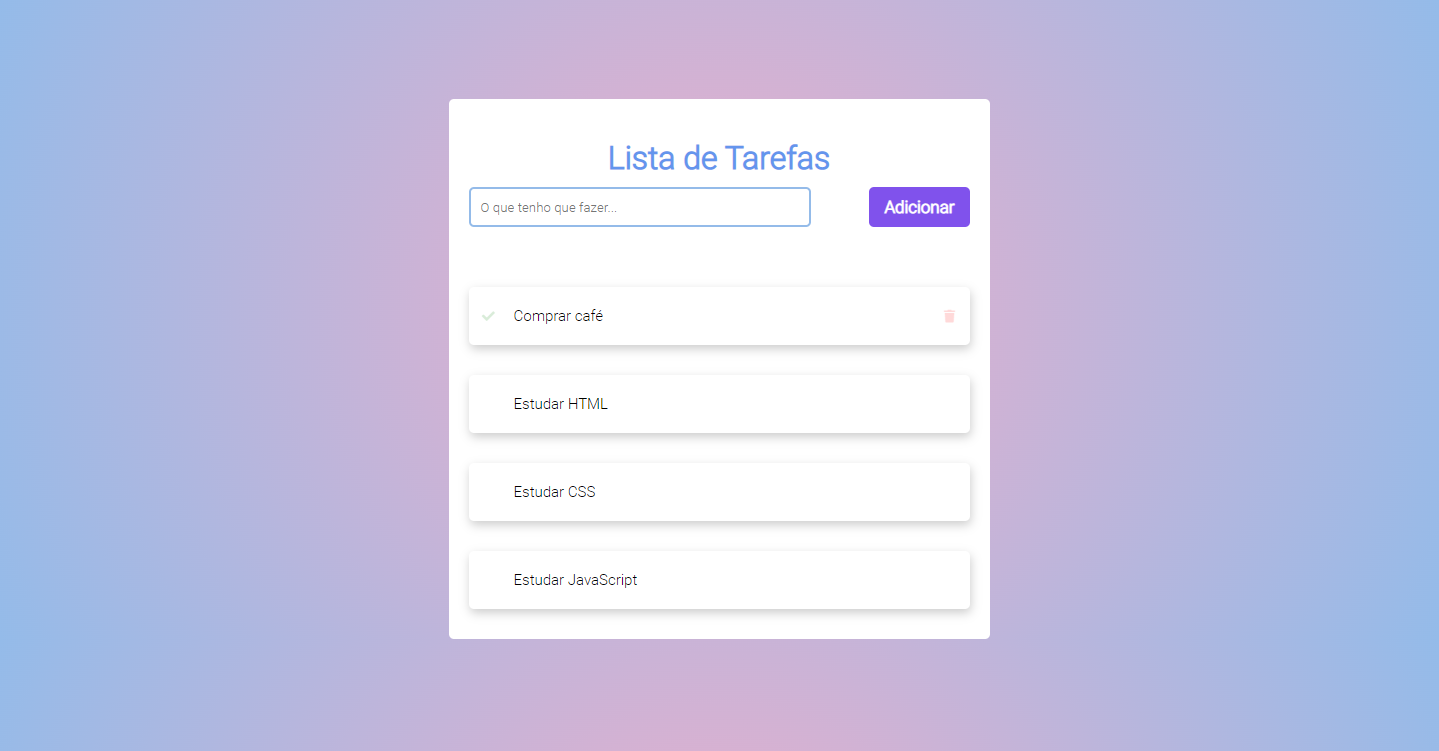 Lista de Tarefas
O que tenho que fazer...
Adicionar
Comprar café
Estudar HTML
Estudar CSS
Estudar JavaScript